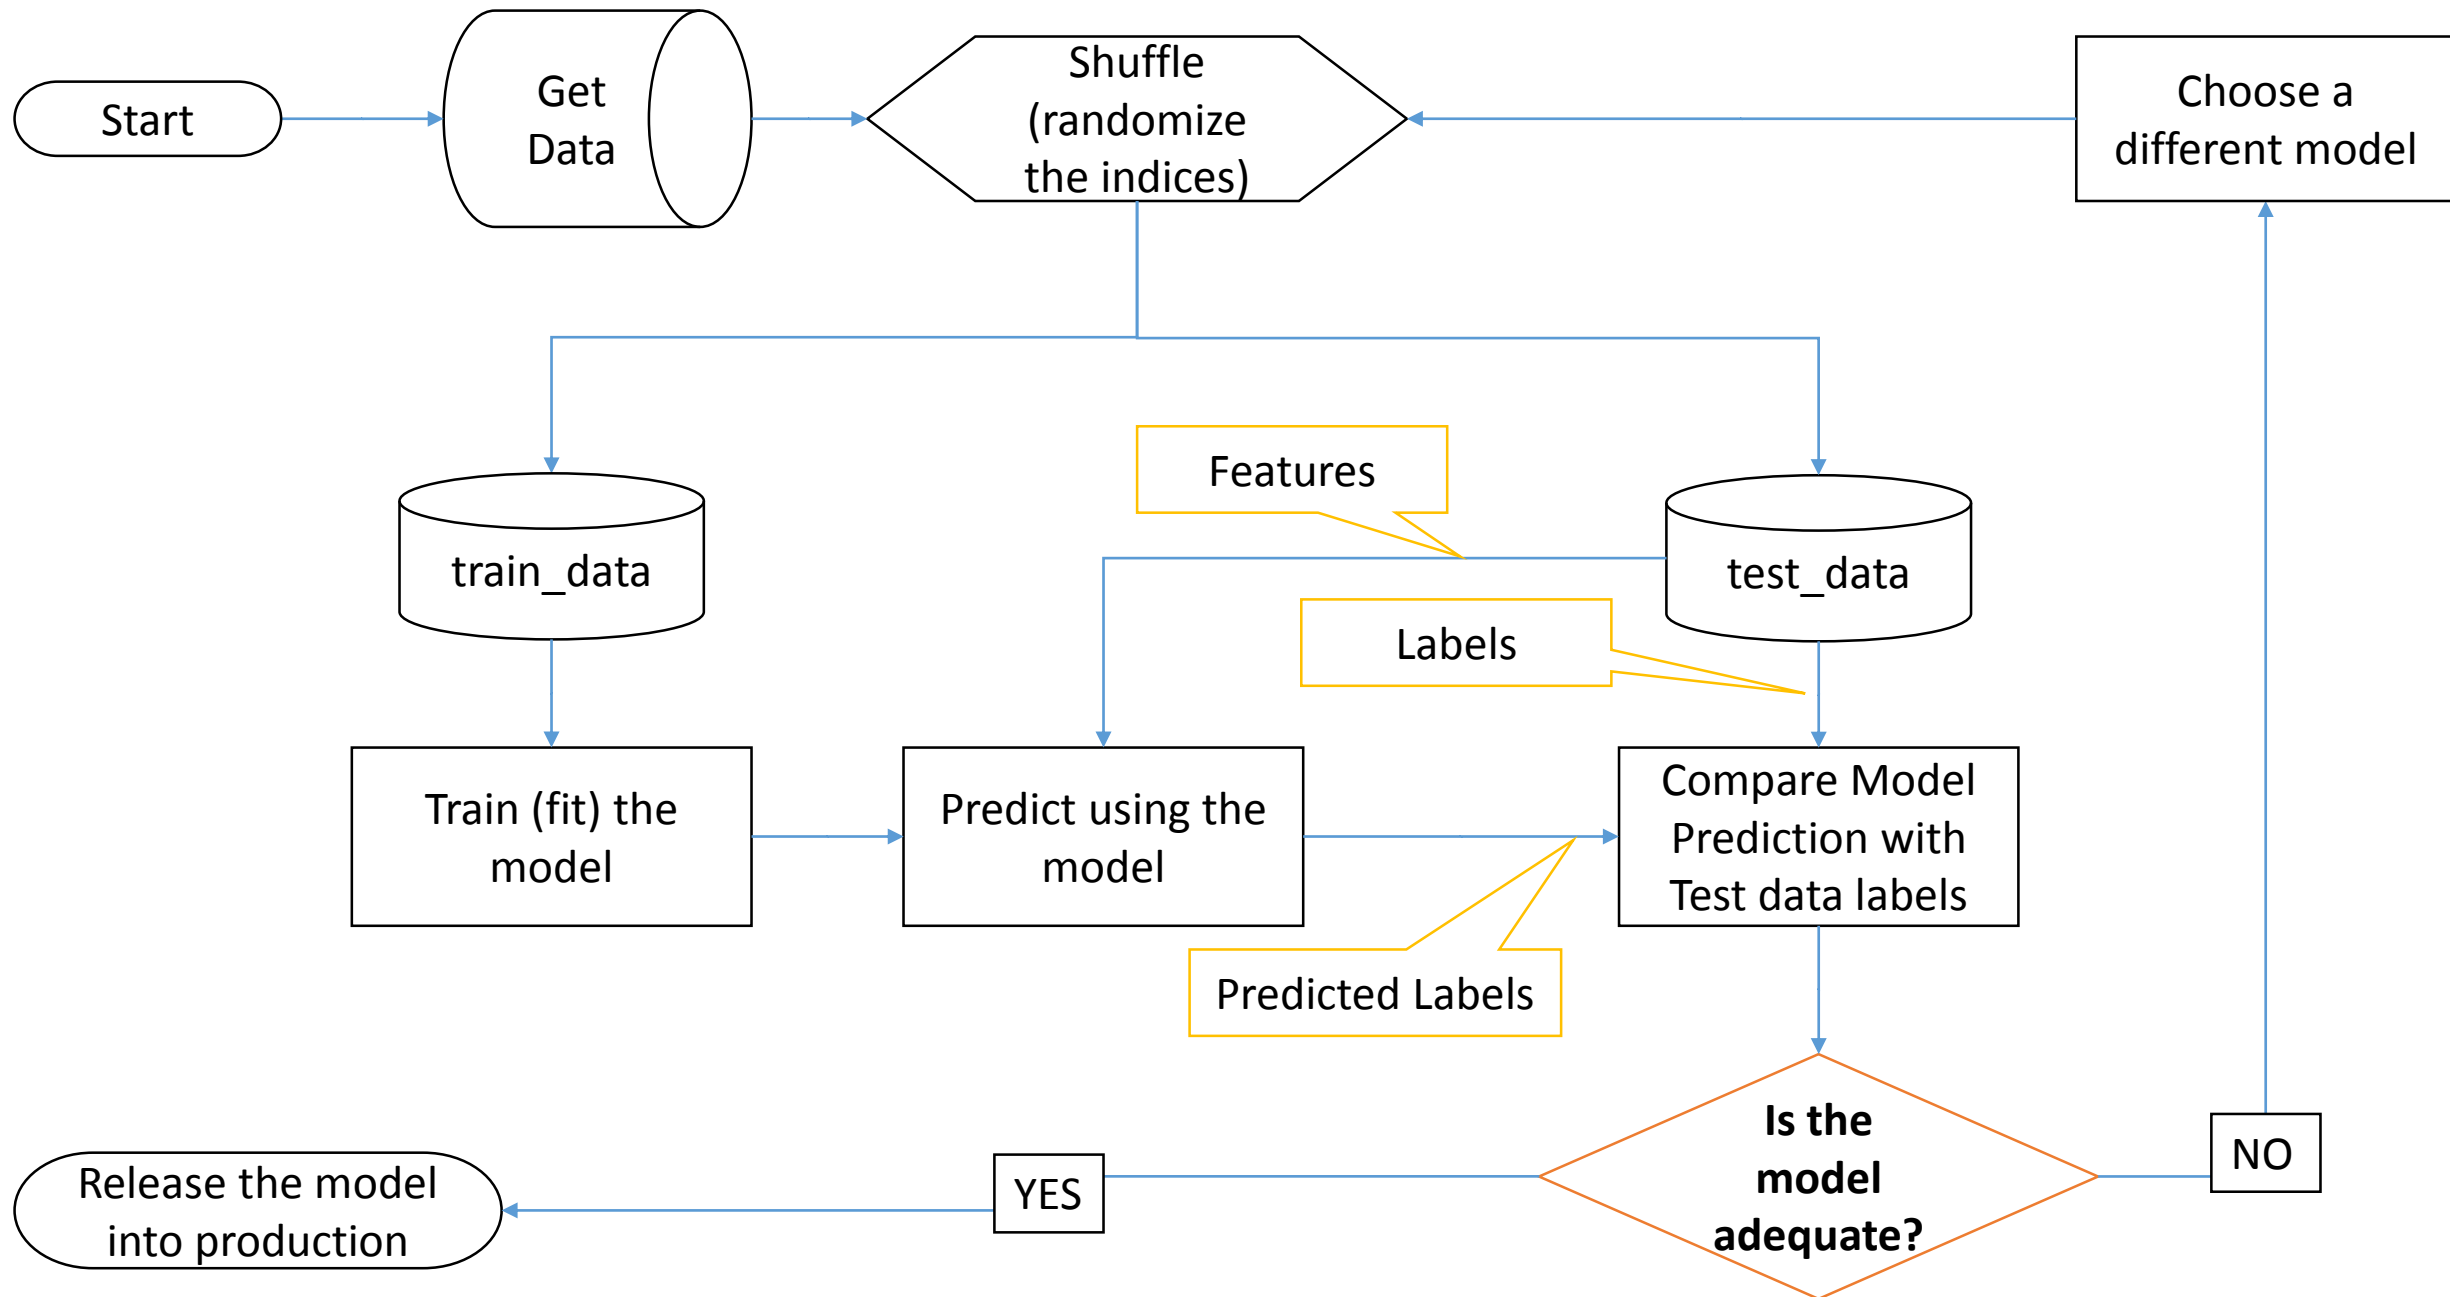 Start
Get
Data
Shuffle
(randomize
the indices)
Choose a
different model
Features
train_data
test_data
Labels
Train (fit) the
model
Predict using the
model
Compare Model
Prediction with
Test data labels
Predicted Labels
Is the
model
adequate?
NO
YES
Release the model
into production